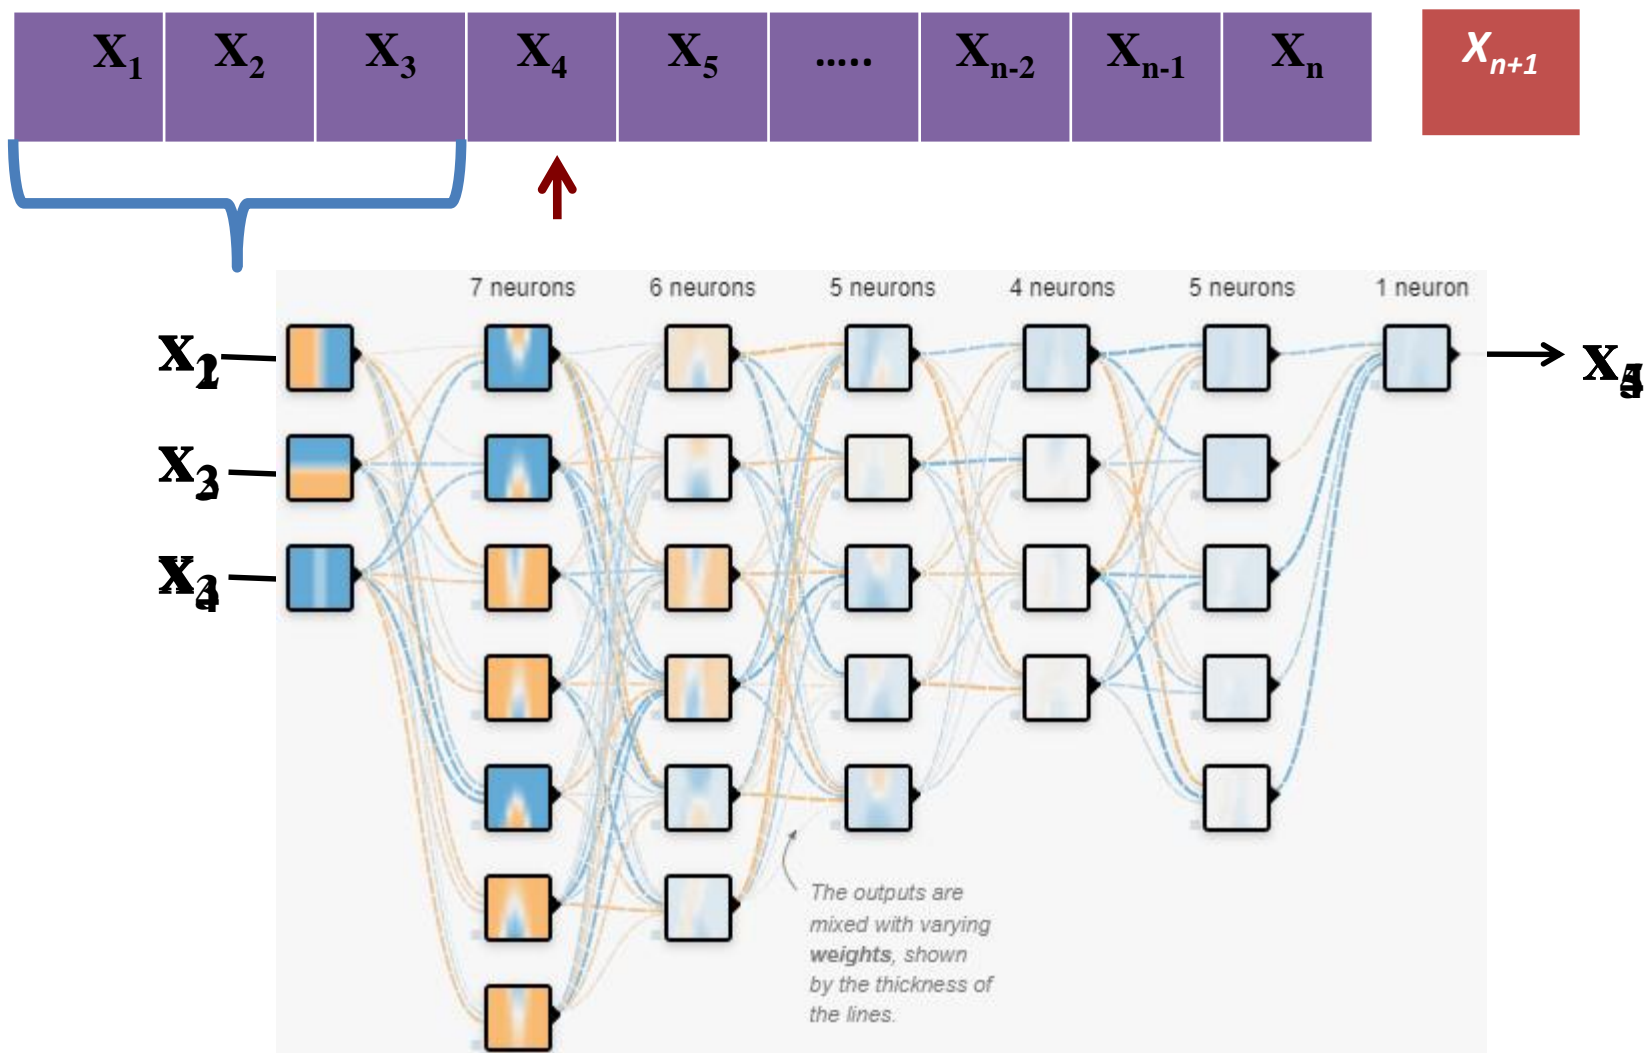 X1 X2 X3 X4 X5 ..... Xn-2 Xn-1 Xn Xn+1
7 neurons 6 neurons 5 neurons 4 neurons 5 neurons 1 neuron
The outputs are
mixed with varying
weights, shown
by the thickness of
the lines.